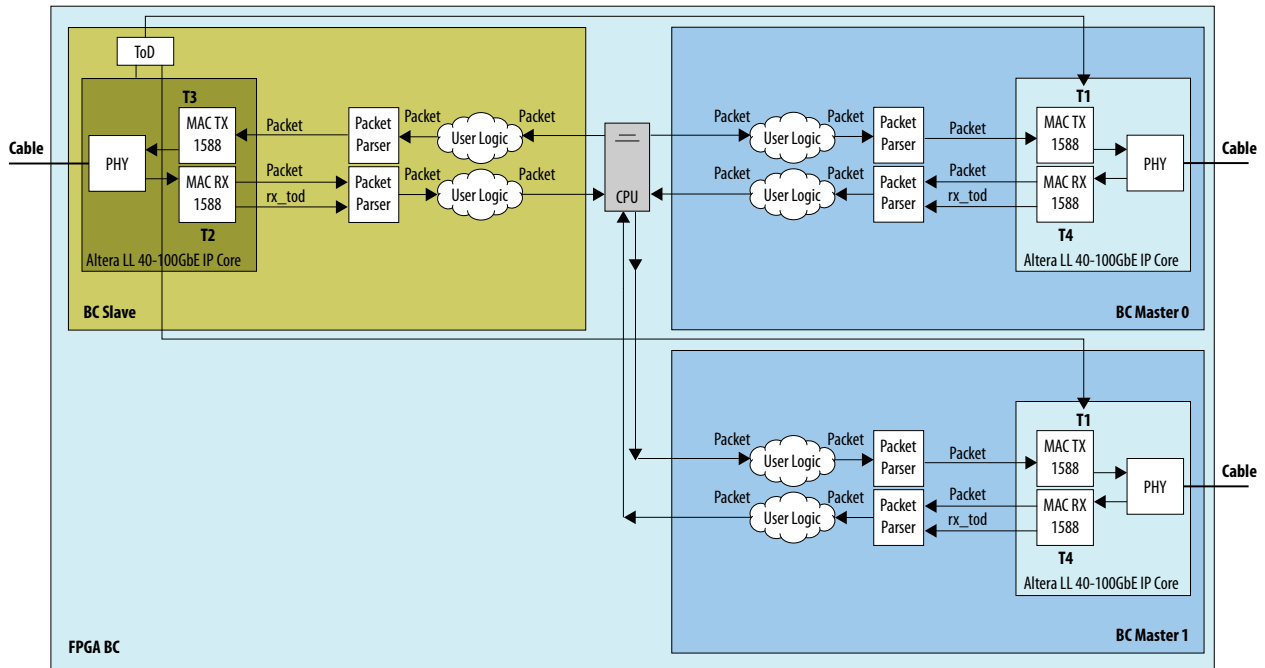 ToD
T3
MAC TX
1588
PHY
MAC RX
1588
T2
Altera LL 40-100GbE IP Core
Cable
Packet
Packet
rx_tod
Packet
Parser
Packet
Parser
Packet
User Logic
Packet
Packet
User Logic
Packet
BC Slave
CPU
Packet
User Logic
Packet
Packet
User Logic
Packet
Packet
Parser
Packet
Parser
Packet
Packet
rx_tod
T1
MAC TX
1588
MAC RX
1588
T4
PHY
Altera LL 40-100GbE IP Core
Cable
BC Master 0
Packet
User Logic
Packet
Packet
User Logic
Packet
Packet
Parser
Packet
Parser
Packet
Packet
rx_tod
T1
MAC TX
1588
MAC RX
1588
T4
PHY
Altera LL 40-100GbE IP Core
Cable
BC Master 1
FPGA BC